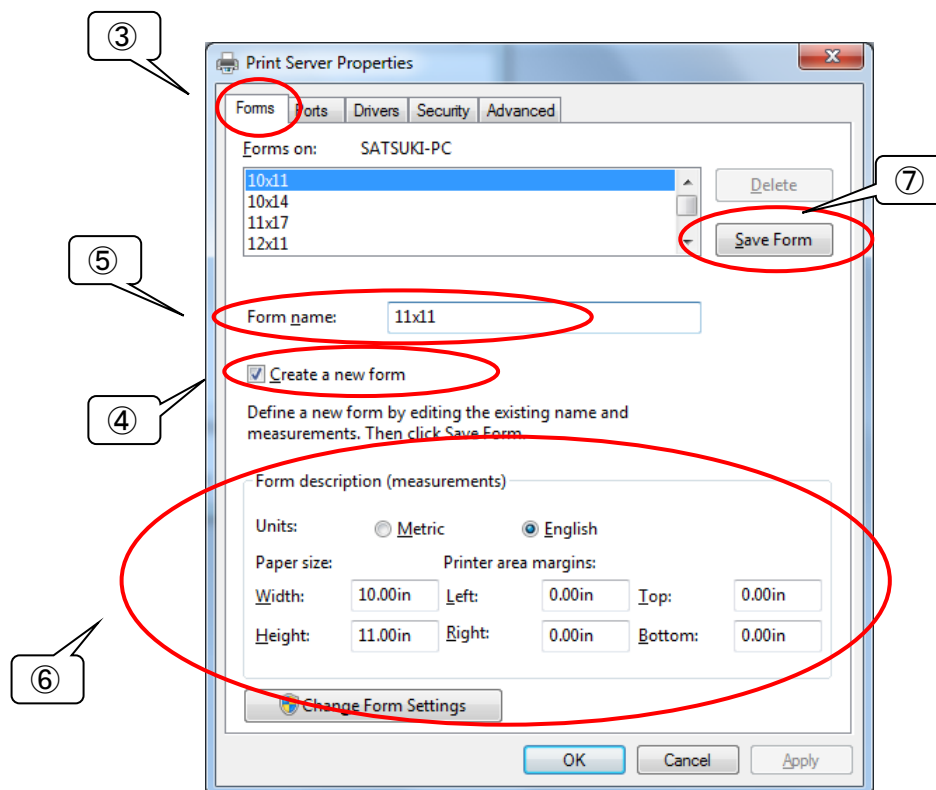 ③
Print Server Properties
Forms Ports Drivers Security Advanced
Forms on: SATSUKI-PC
10x11
10x14
11x17
12x11
Delete
⑦
Save Form
⑤
Form name: 11x11
Create a new form
④
Define a new form by editing the existing name and
measurements. Then click Save Form.
Form description (measurements)
Units: Metric English
Paper size: Printer area margins:
Width: 10.00in Left: 0.00in Top: 0.00in
Height: 11.00in Right: 0.00in Bottom: 0.00in
⑥
Change Form Settings
OK Cancel Apply